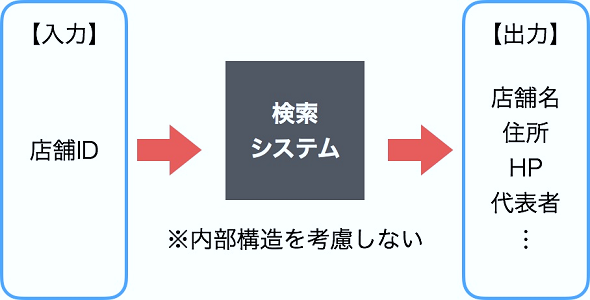 【入力】
店舗ID
検索
システム
※内部構造を考慮しない
【出力】
店舗名
住所
HP
代表者
⋮